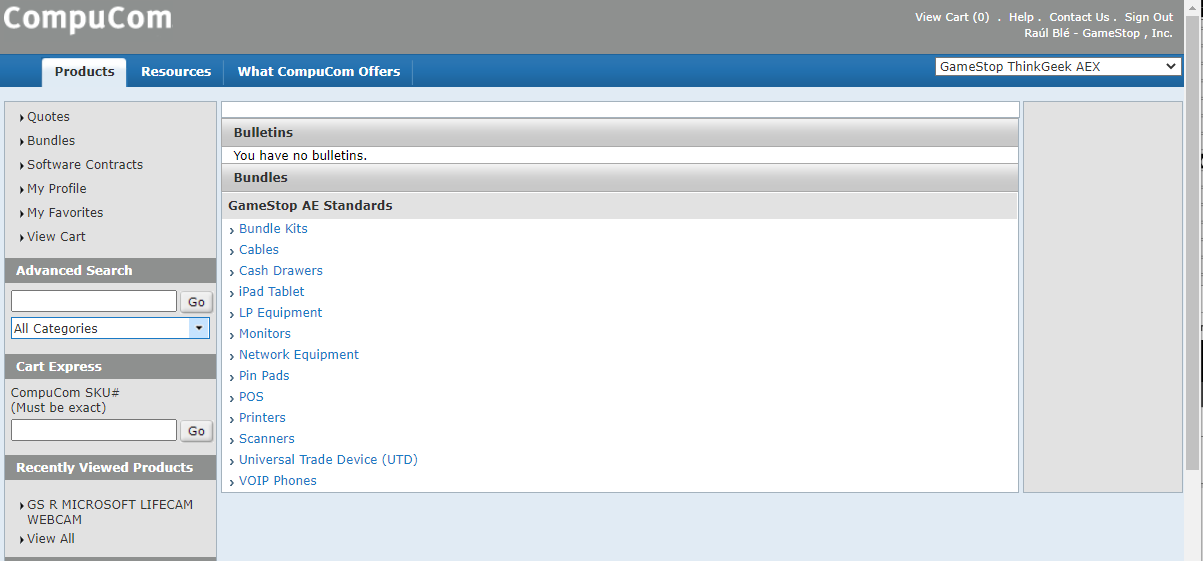 CompuCom
View Cart (0) . Help . Contact Us . Sign Out
Raúl Blé - GameStop , Inc.
Products
Resources
What CompuCom Offers
GameStop ThinkGeek AEX
Quotes
Bundles
Software Contracts
My Profile
My Favorites
View Cart
Advanced Search
Go
All Categories
Cart Express
CompuCom SKU#
(Must be exact)
Go
Recently Viewed Products
GS R MICROSOFT LIFECAM
WEBCAM
View All
Bulletins
You have no bulletins.
Bundles
GameStop AE Standards
Bundle Kits
Cables
Cash Drawers
iPad Tablet
LP Equipment
Monitors
Network Equipment
Pin Pads
POS
Printers
Scanners
Universal Trade Device (UTD)
VOIP Phones